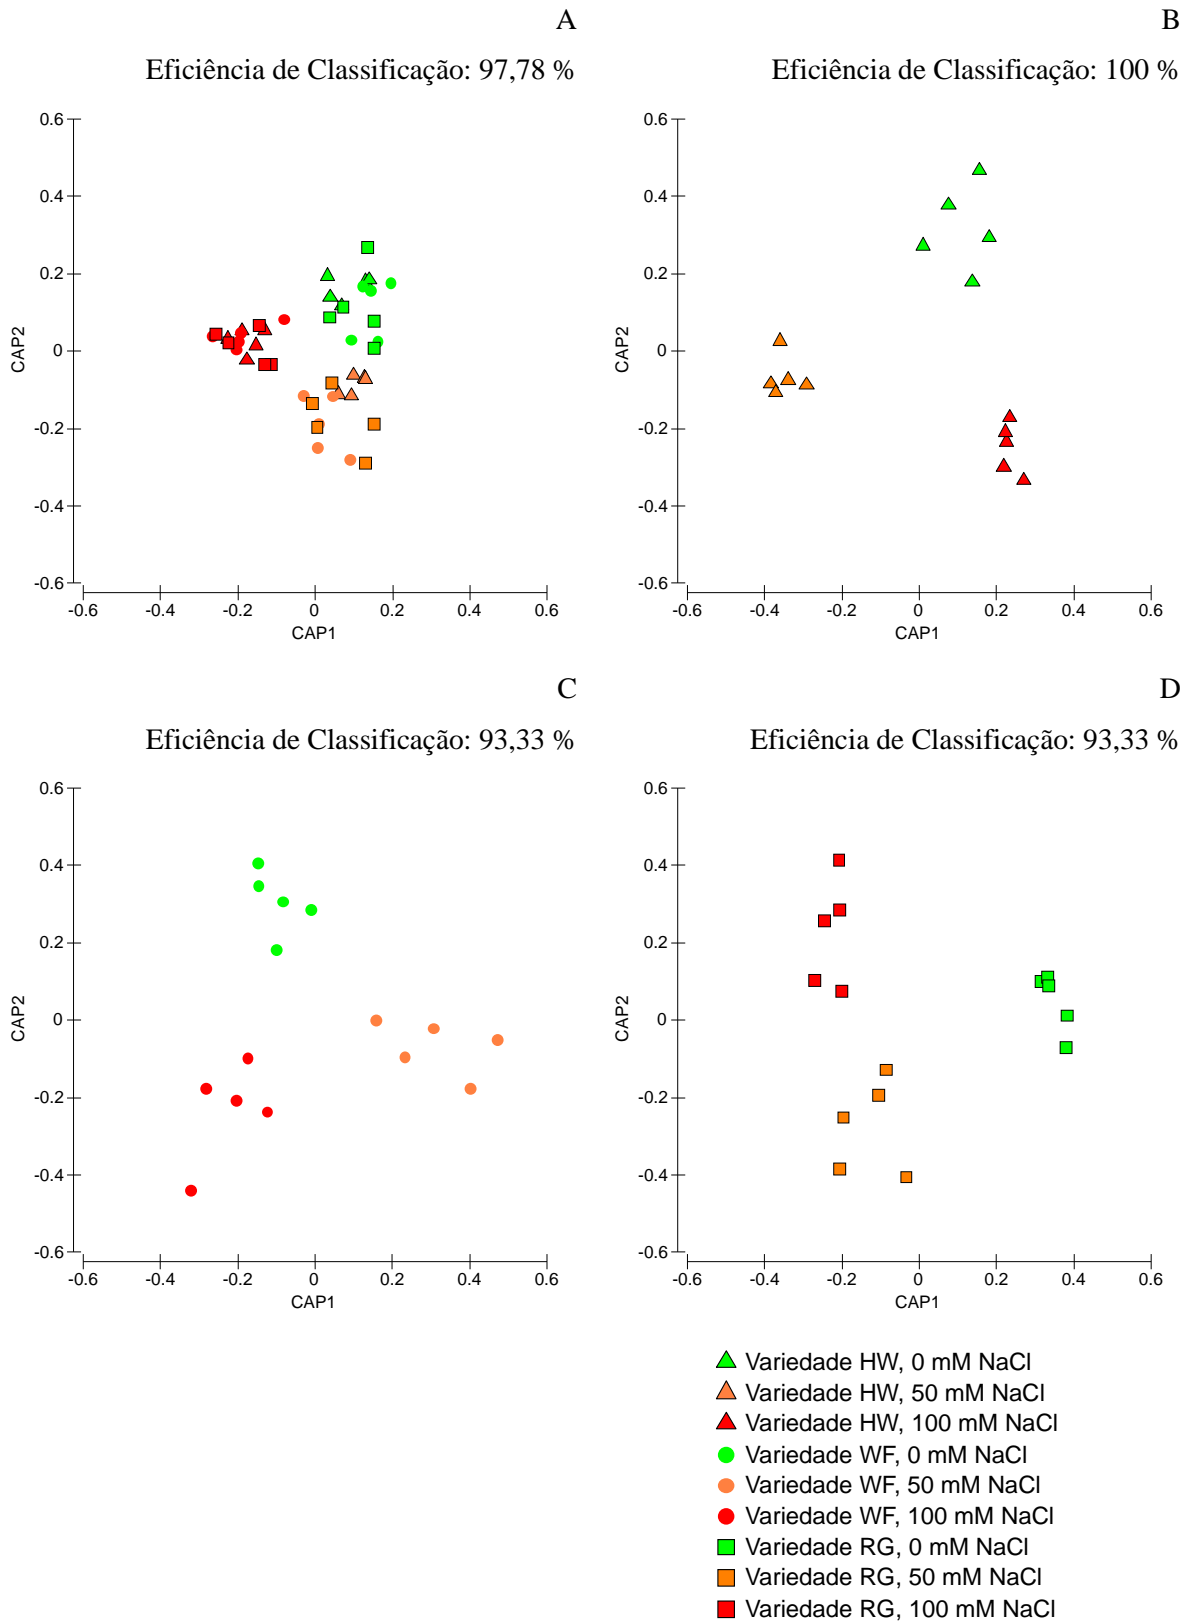 A
Eficiência de Classificação: 97,78 %
0.6
0.4
0.2
0
-0.2
-0.4
-0.6
CAP2
-0.6
-0.4
-0.2
0
0.2
0.4
0.6
CAP1
B
Eficiência de Classificação: 100 %
0.6
0.4
0.2
0
-0.2
-0.4
-0.6
CAP2
-0.6
-0.4
-0.2
0
0.2
0.4
0.6
CAP1
C
Eficiência de Classificação: 93,33 %
0.6
0.4
0.2
0
-0.2
-0.4
-0.6
CAP2
-0.6
-0.4
-0.2
0
0.2
0.4
0.6
CAP1
D
Eficiência de Classificação: 93,33 %
0.6
0.4
0.2
0
-0.2
-0.4
-0.6
CAP2
-0.6
-0.4
-0.2
0
0.2
0.4
0.6
CAP1
Variedade HW, 0 mM NaCl
Variedade HW, 50 mM NaCl
Variedade HW, 100 mM NaCl
Variedade WF, 0 mM NaCl
Variedade WF, 50 mM NaCl
Variedade WF, 100 mM NaCl
Variedade RG, 0 mM NaCl
Variedade RG, 50 mM NaCl
Variedade RG, 100 mM NaCl